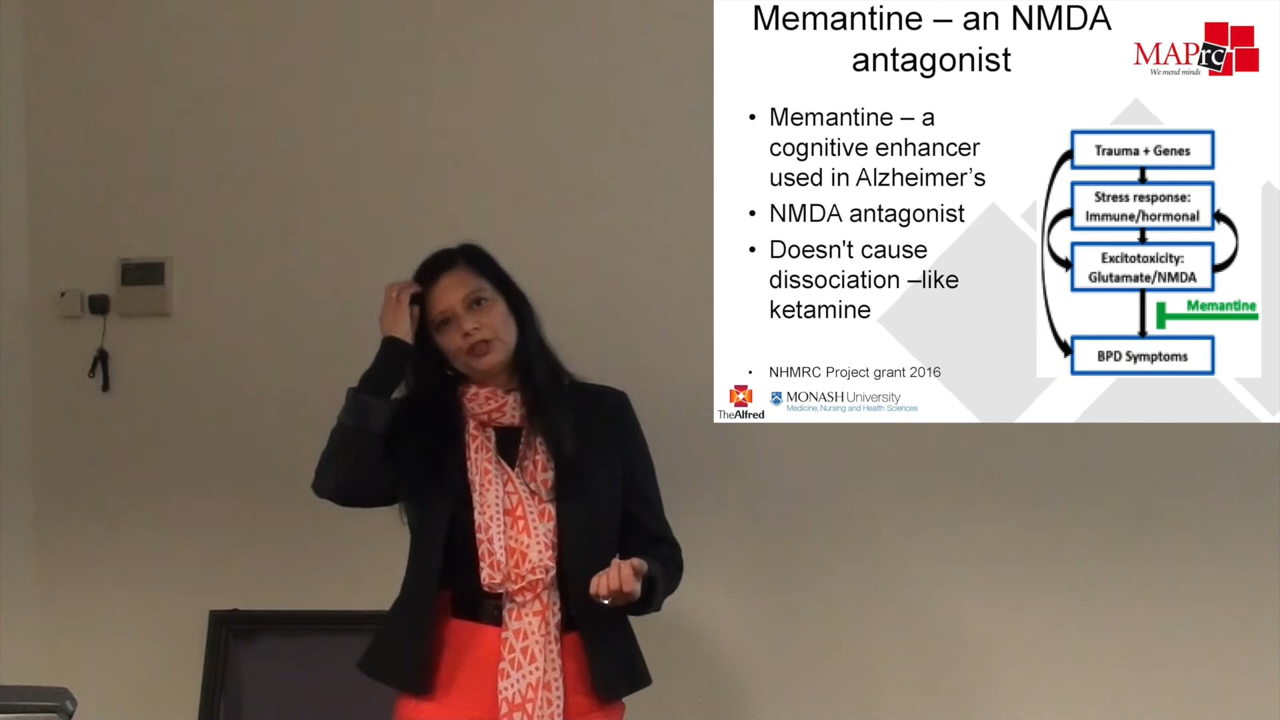 Memantine – an NMDA
antagonist
MAPrc
We mend minds
• Memantine – a
cognitive enhancer
used in Alzheimer's
• NMDA antagonist
• Doesn't cause
dissociation –like
ketamine
• NHMRC Project grant 2016
Trauma + Genes
Stress response:
Immune/hormonal
Excitotoxicity:
Glutamate/NMDA
Memantine
BPD Symptoms
TheAlfred
MONASH University
Medicine, Nursing and Health Sciences